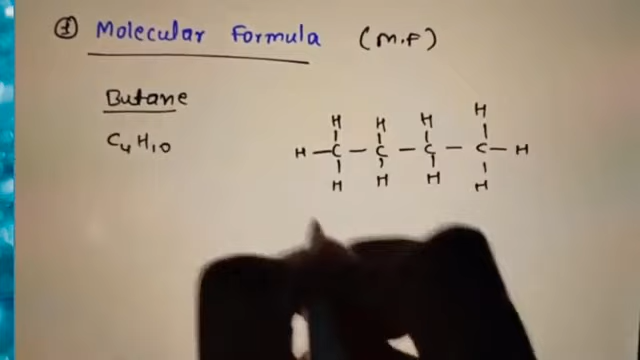 ① Molecular Formula (M.F)
Butane
C₄H₁₀
H H H H
H – C – C – C – C – H
H H H H